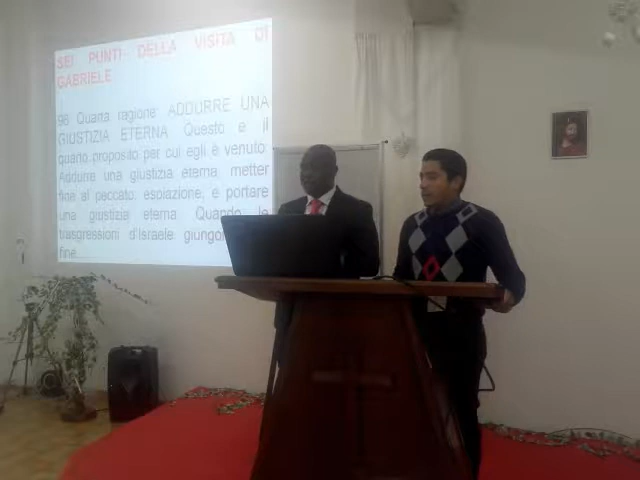 SEI PUNTI DELLA VISITA DI
GABRIELE
96 Quarta ragione ADDURRE UNA
GIUSTIZIA ETERNA Questo e il
quarto proposito per cui egli è venuto.
Addurre una giustizia eterna, metter
fine al peccato, espiazione, e portare
una giustizia eterna. Quando le
trasgressioni d'Israele
fine